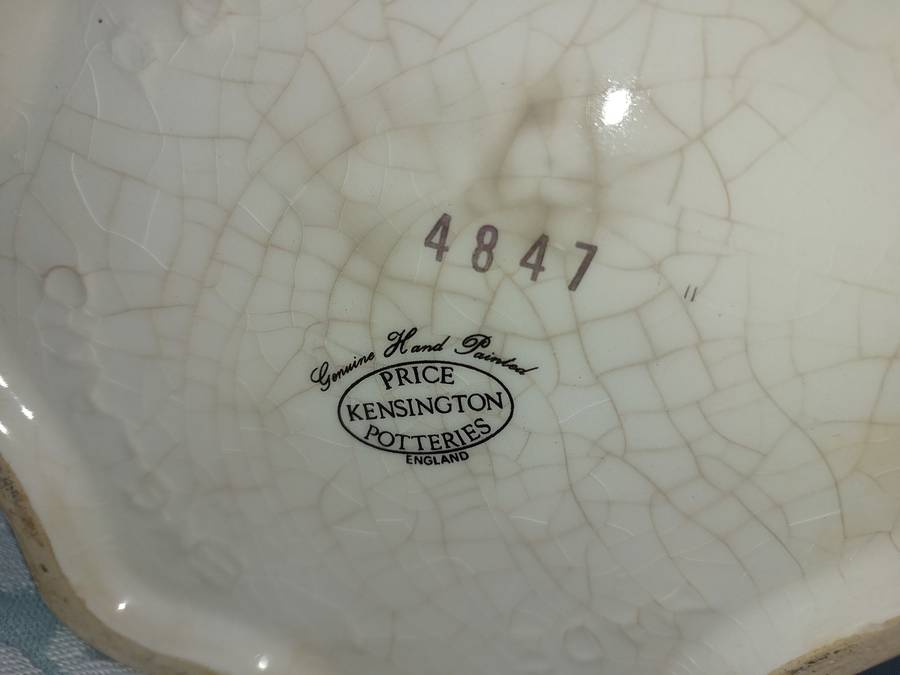 4847
Genuine Hand Painted
PRICE
KENSINGTON
POTTERIES
ENGLAND